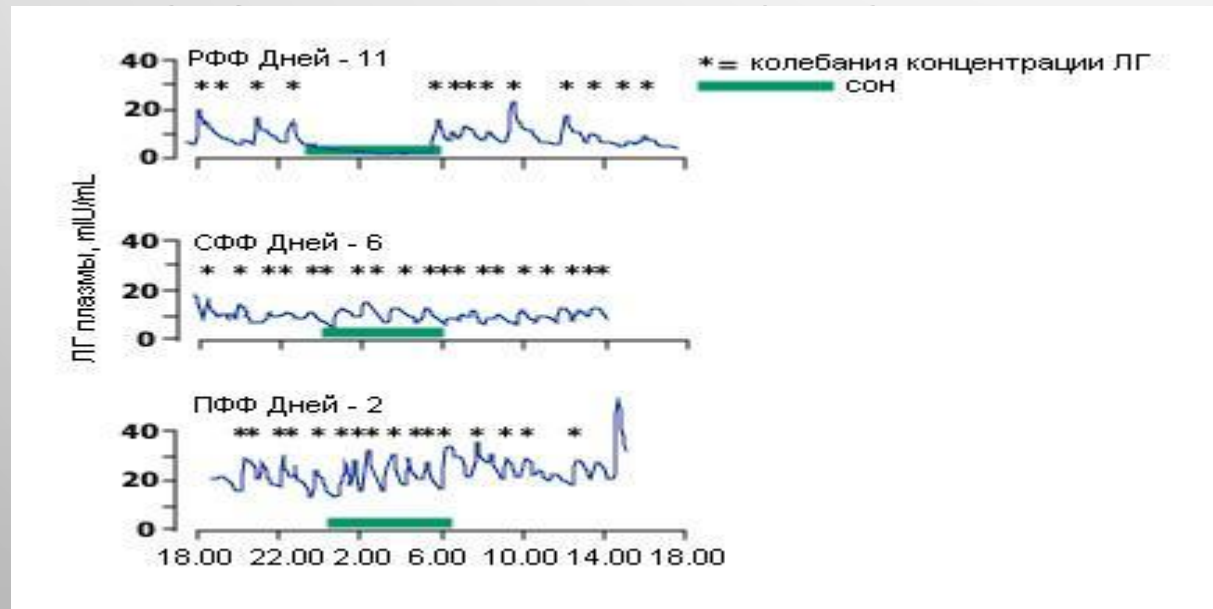 РФФ Дней - 11
* = колебания концентрации ЛГ
сон
40
20
0
ЛГ плазмы, mIU/mL
СФФ Дней - 6
40
20
0
ПФФ Дней - 2
40
20
0
18.00 22.00 2.00 6.00 10.00 14.00 18.00